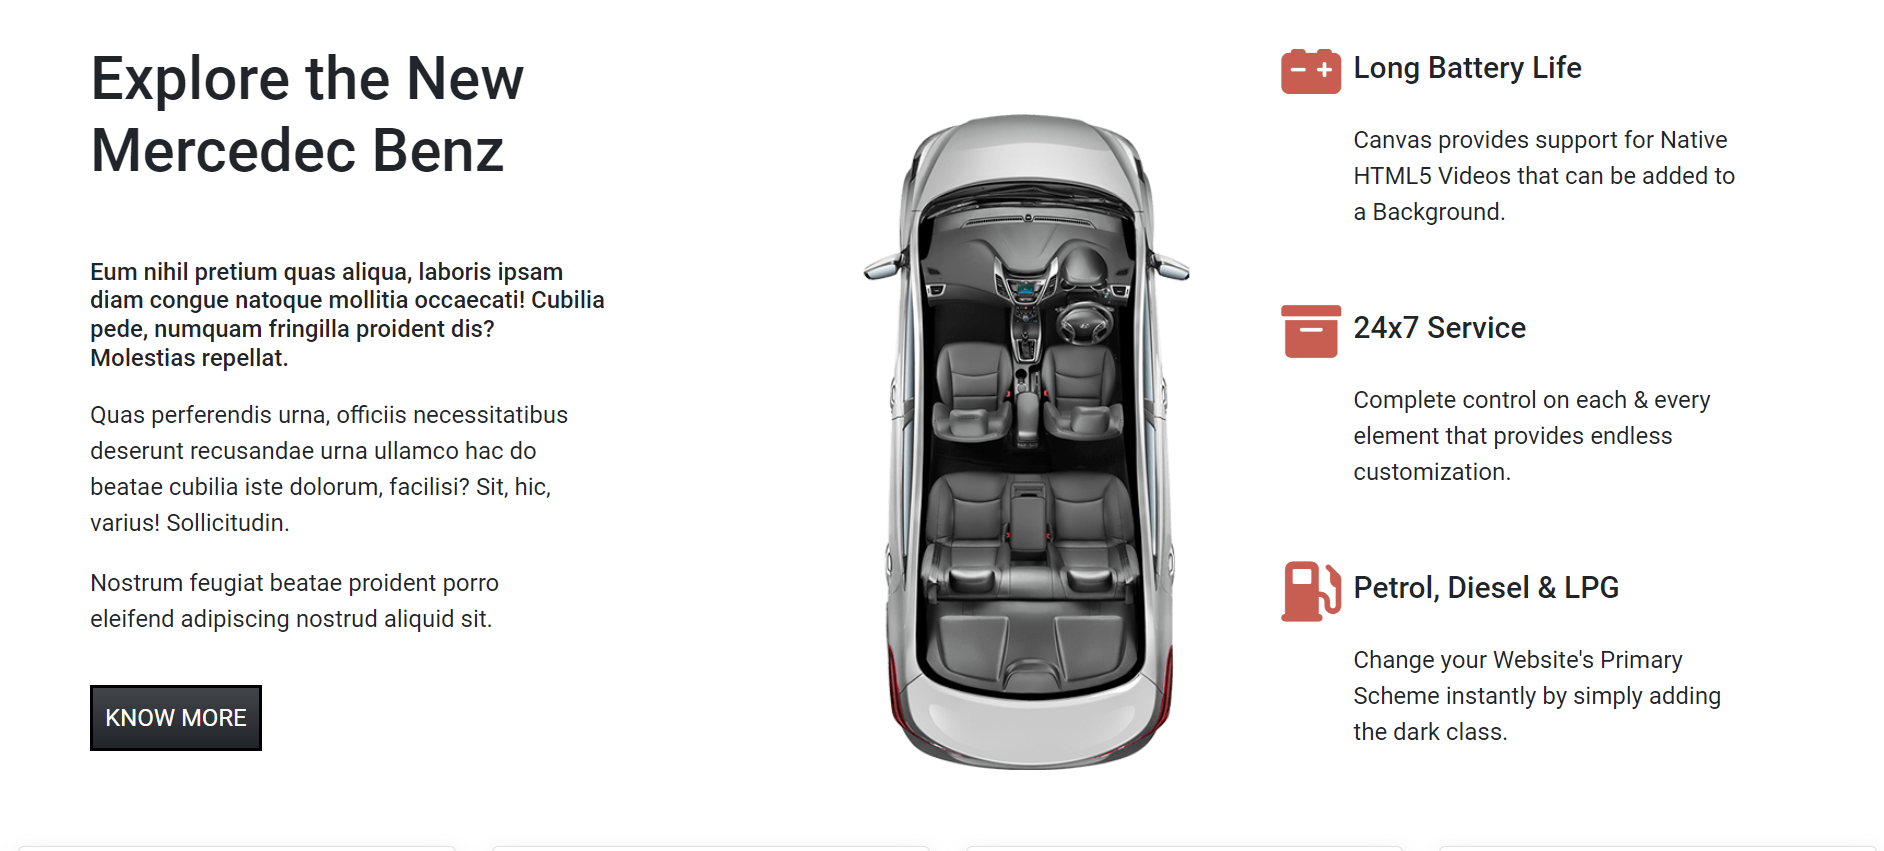 Explore the New
Mercedec Benz
Eum nihil pretium quas aliqua, laboris ipsam
diam congue natoque mollitia occaecati! Cubilia
pede, numquam fringilla proident dis?
Molestias repellat.
Quas perferendis urna, officiis necessitatibus
deserunt recusandae urna ullamco hac do
beatae cubilia iste dolorum, facilisi? Sit, hic,
varius! Sollicitudin.
Nostrum feugiat beatae proident porro
eleifend adipiscing nostrud aliquid sit.
KNOW MORE
Long Battery Life
Canvas provides support for Native
HTML5 Videos that can be added to
a Background.
24x7 Service
Complete control on each & every
element that provides endless
customization.
Petrol, Diesel & LPG
Change your Website's Primary
Scheme instantly by simply adding
the dark class.